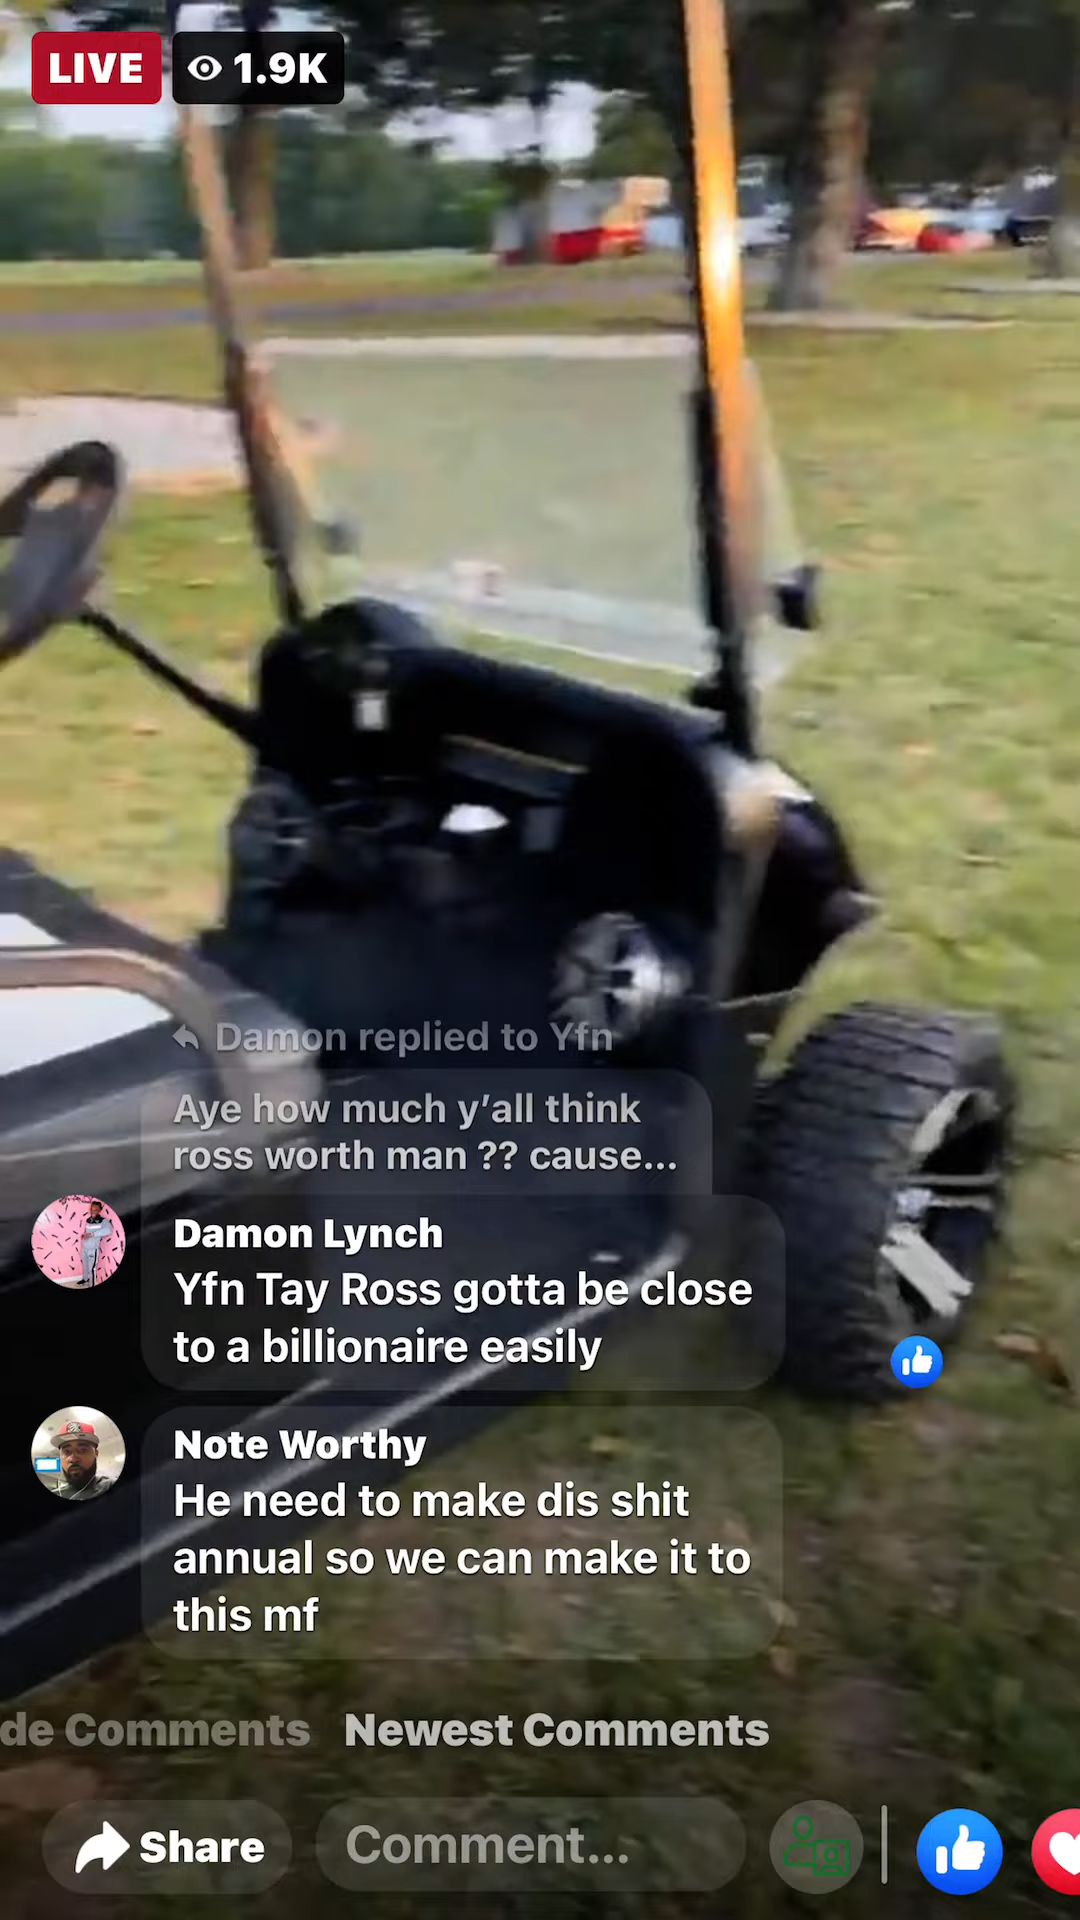 LIVE 1.9K
Damon replied to Yfn
Aye how much y’all think
ross worth man ?? cause...
Damon Lynch
Yfn Tay Ross gotta be close
to a billionaire easily
Note Worthy
He need to make dis shit
annual so we can make it to
this mf
de Comments Newest Comments
Share Comment...